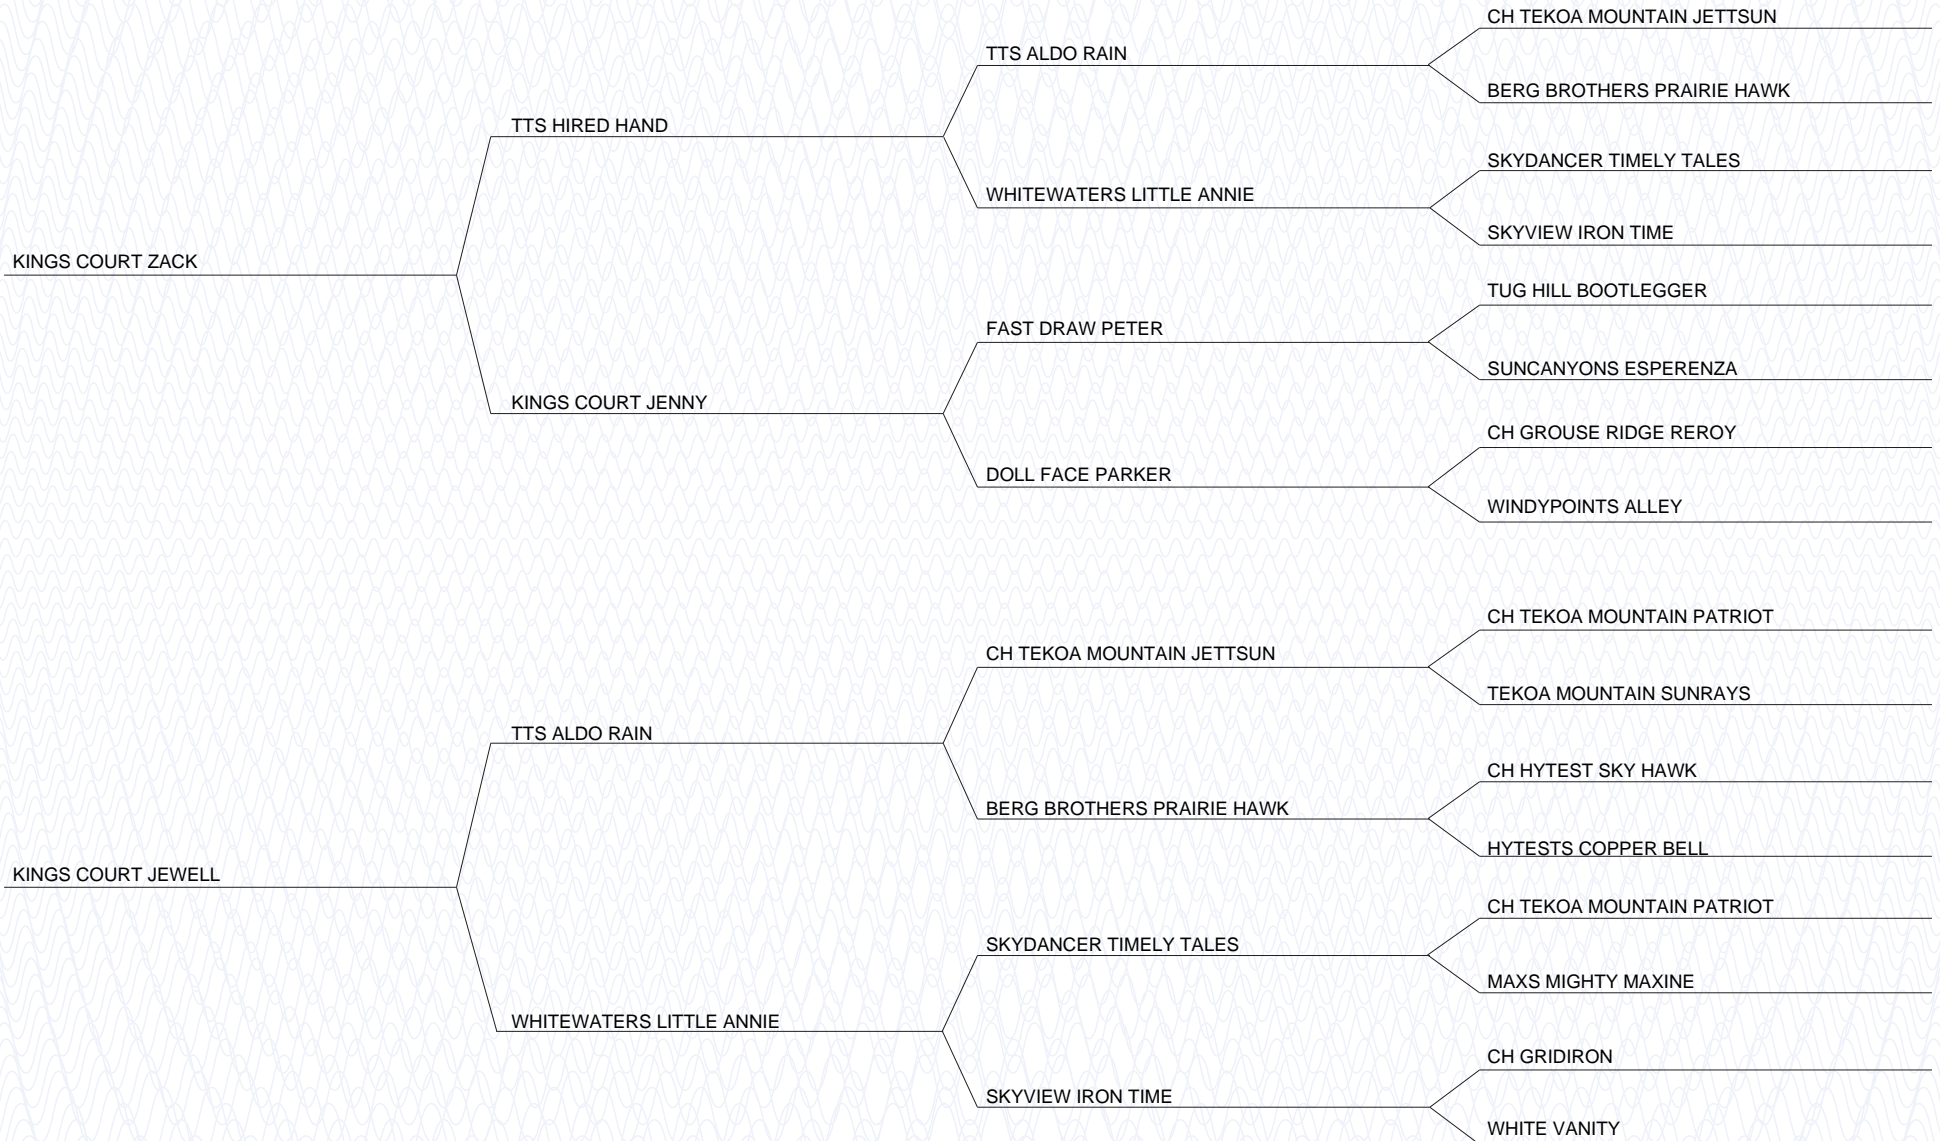 CH TEKOA MOUNTAIN JETTSUN
TTS ALDO RAIN
BERG BROTHERS PRAIRIE HAWK
TTS HIRED HAND
SKYDANCER TIMELY TALES
WHITEWATERS LITTLE ANNIE
SKYVIEW IRON TIME
KINGS COURT ZACK
TUG HILL BOOTLEGGER
FAST DRAW PETER
SUNCANYONS ESPERENZA
KINGS COURT JENNY
CH GROUSE RIDGE REROY
DOLL FACE PARKER
WINDYPOINTS ALLEY
CH TEKOA MOUNTAIN PATRIOT
CH TEKOA MOUNTAIN JETTSUN
TEKOA MOUNTAIN SUNRAYS
TTS ALDO RAIN
CH HYTEST SKY HAWK
BERG BROTHERS PRAIRIE HAWK
HYTESTS COPPER BELL
KINGS COURT JEWELL
CH TEKOA MOUNTAIN PATRIOT
SKYDANCER TIMELY TALES
MAXS MIGHTY MAXINE
WHITEWATERS LITTLE ANNIE
CH GRIDIRON
SKYVIEW IRON TIME
WHITE VANITY